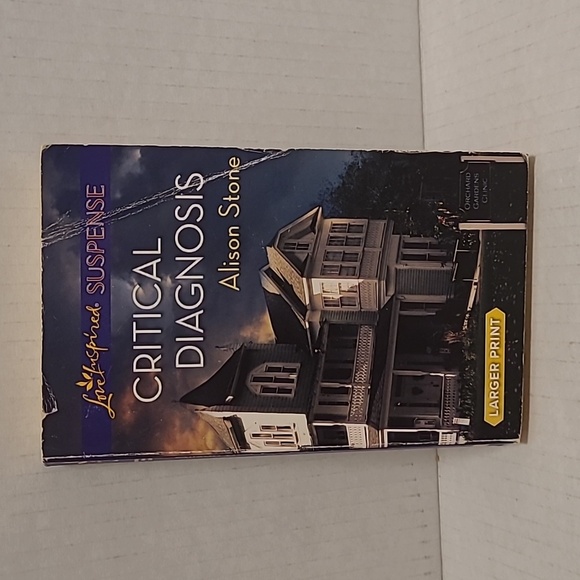 Love Inspired
SUSPENSE
CRITICAL
DIAGNOSIS
Alison Stone
ORCHARD
GARDENS
CLINIC
LARGER PRINT